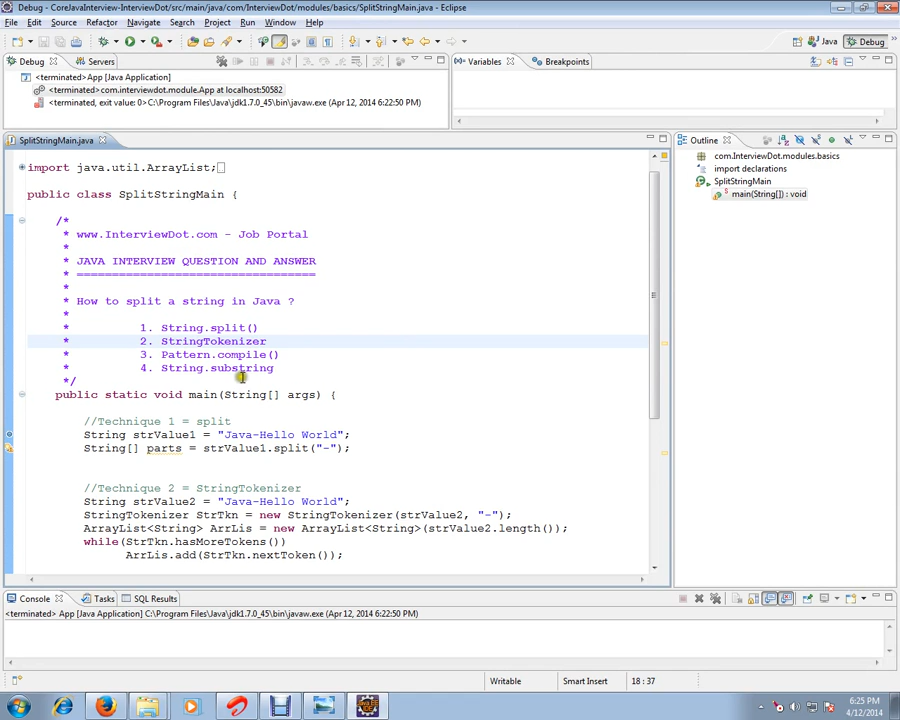 Debug - CoreJavaInterview-InterviewDot/src/main/java/com/InterviewDot/modules/basics/SplitStringMain.java - Eclipse
File Edit Source Refactor Navigate Search Project Run Window Help
Java Debug
Debug Servers
Variables Breakpoints
<terminated> App [Java Application]
<terminated>com.interviewdot.module.App at localhost:50582
<terminated, exit value: 0>C:\Program Files\Java\jdk1.7.0_45\bin\javaw.exe (Apr 12, 2014 6:22:50 PM)
SplitStringMain.java
Outline
com.InterviewDot.modules.basics
import declarations
SplitStringMain
main(String[]) : void
import java.util.ArrayList;
public class SplitStringMain {
/*
* www.InterviewDot.com - Job Portal
*
* JAVA INTERVIEW QUESTION AND ANSWER
* ==================================
*
* How to split a string in Java ?
*
* 1. String.split()
* 2. StringTokenizer
* 3. Pattern.compile()
* 4. String.substring
*/
public static void main(String[] args) {
//Technique 1 = split
String strValue1 = "Java-Hello World";
String[] parts = strValue1.split("-");
//Technique 2 = StringTokenizer
String strValue2 = "Java-Hello World";
StringTokenizer StrTkn = new StringTokenizer(strValue2, "-");
ArrayList<String> ArrLis = new ArrayList<String>(strValue2.length());
while(StrTkn.hasMoreTokens())
ArrLis.add(StrTkn.nextToken());
Console Tasks SQL Results
<terminated> App [Java Application] C:\Program Files\Java\jdk1.7.0_45\bin\javaw.exe (Apr 12, 2014 6:22:50 PM)
Writable Smart Insert 18 : 37
6:25 PM
4/12/2014